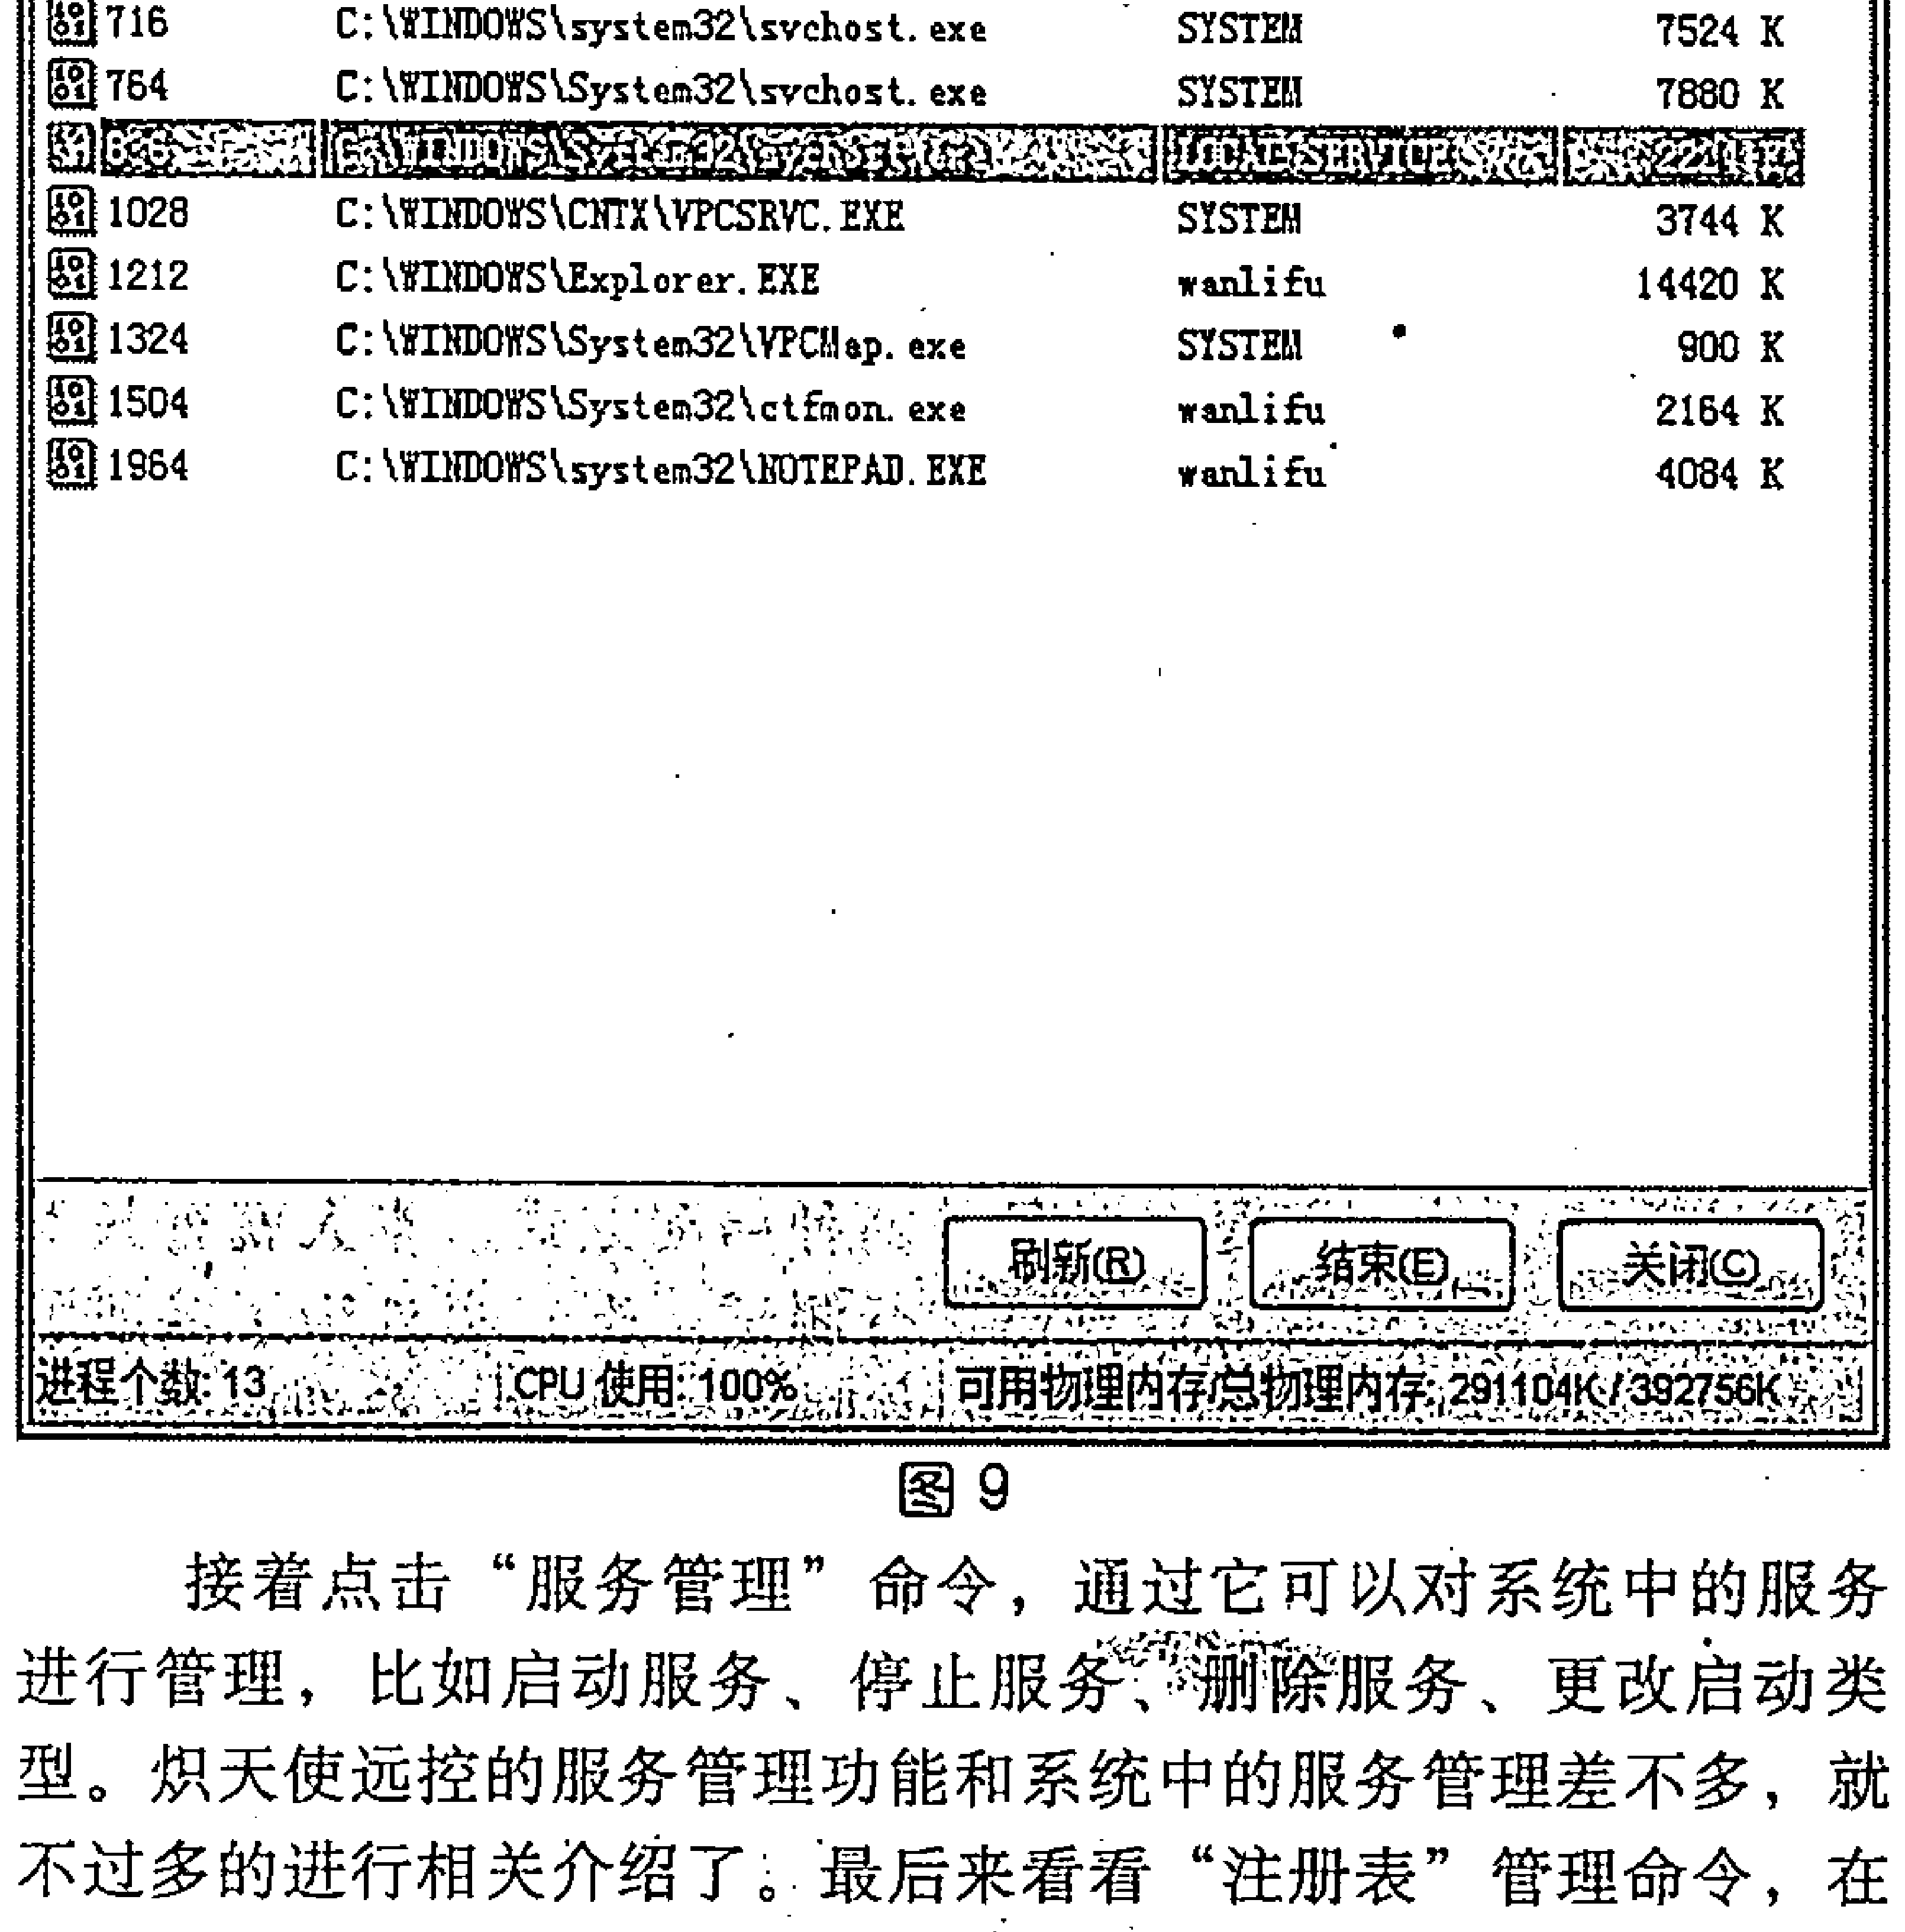 716 C:\WINDOWS\system32\svchost.exe SYSTEM 7524 K
764 C:\WINDOWS\System32\svchost.exe SYSTEM 7880 K
836 C:\WINDOWS\System32\ LOCAL SERVICE
1028 C:\WINDOWS\CNTX\VPCSRVC.EXE SYSTEM 3744 K
1212 C:\WINDOWS\Explorer.EXE wanlifu 14420 K
1324 C:\WINDOWS\System32\VPCMap.exe SYSTEM 900 K
1504 C:\WINDOWS\System32\ctfmon.exe wanlifu 2164 K
1964 C:\WINDOWS\system32\NOTEPAD.EXE wanlifu 4084 K
刷新(R) 结束(E) 关闭(C)
进程个数: 13 CPU 使用: 100% 可用物理内存/总物理内存: 291104K / 392756K
图 9
接着点击“服务管理”命令，通过它可以对系统中的服务
进行管理，比如启动服务、停止服务、删除服务、更改启动类
型。炽天使远控的服务管理功能和系统中的服务管理差不多，就
不过多的进行相关介绍了。最后来看看“注册表”管理命令，在